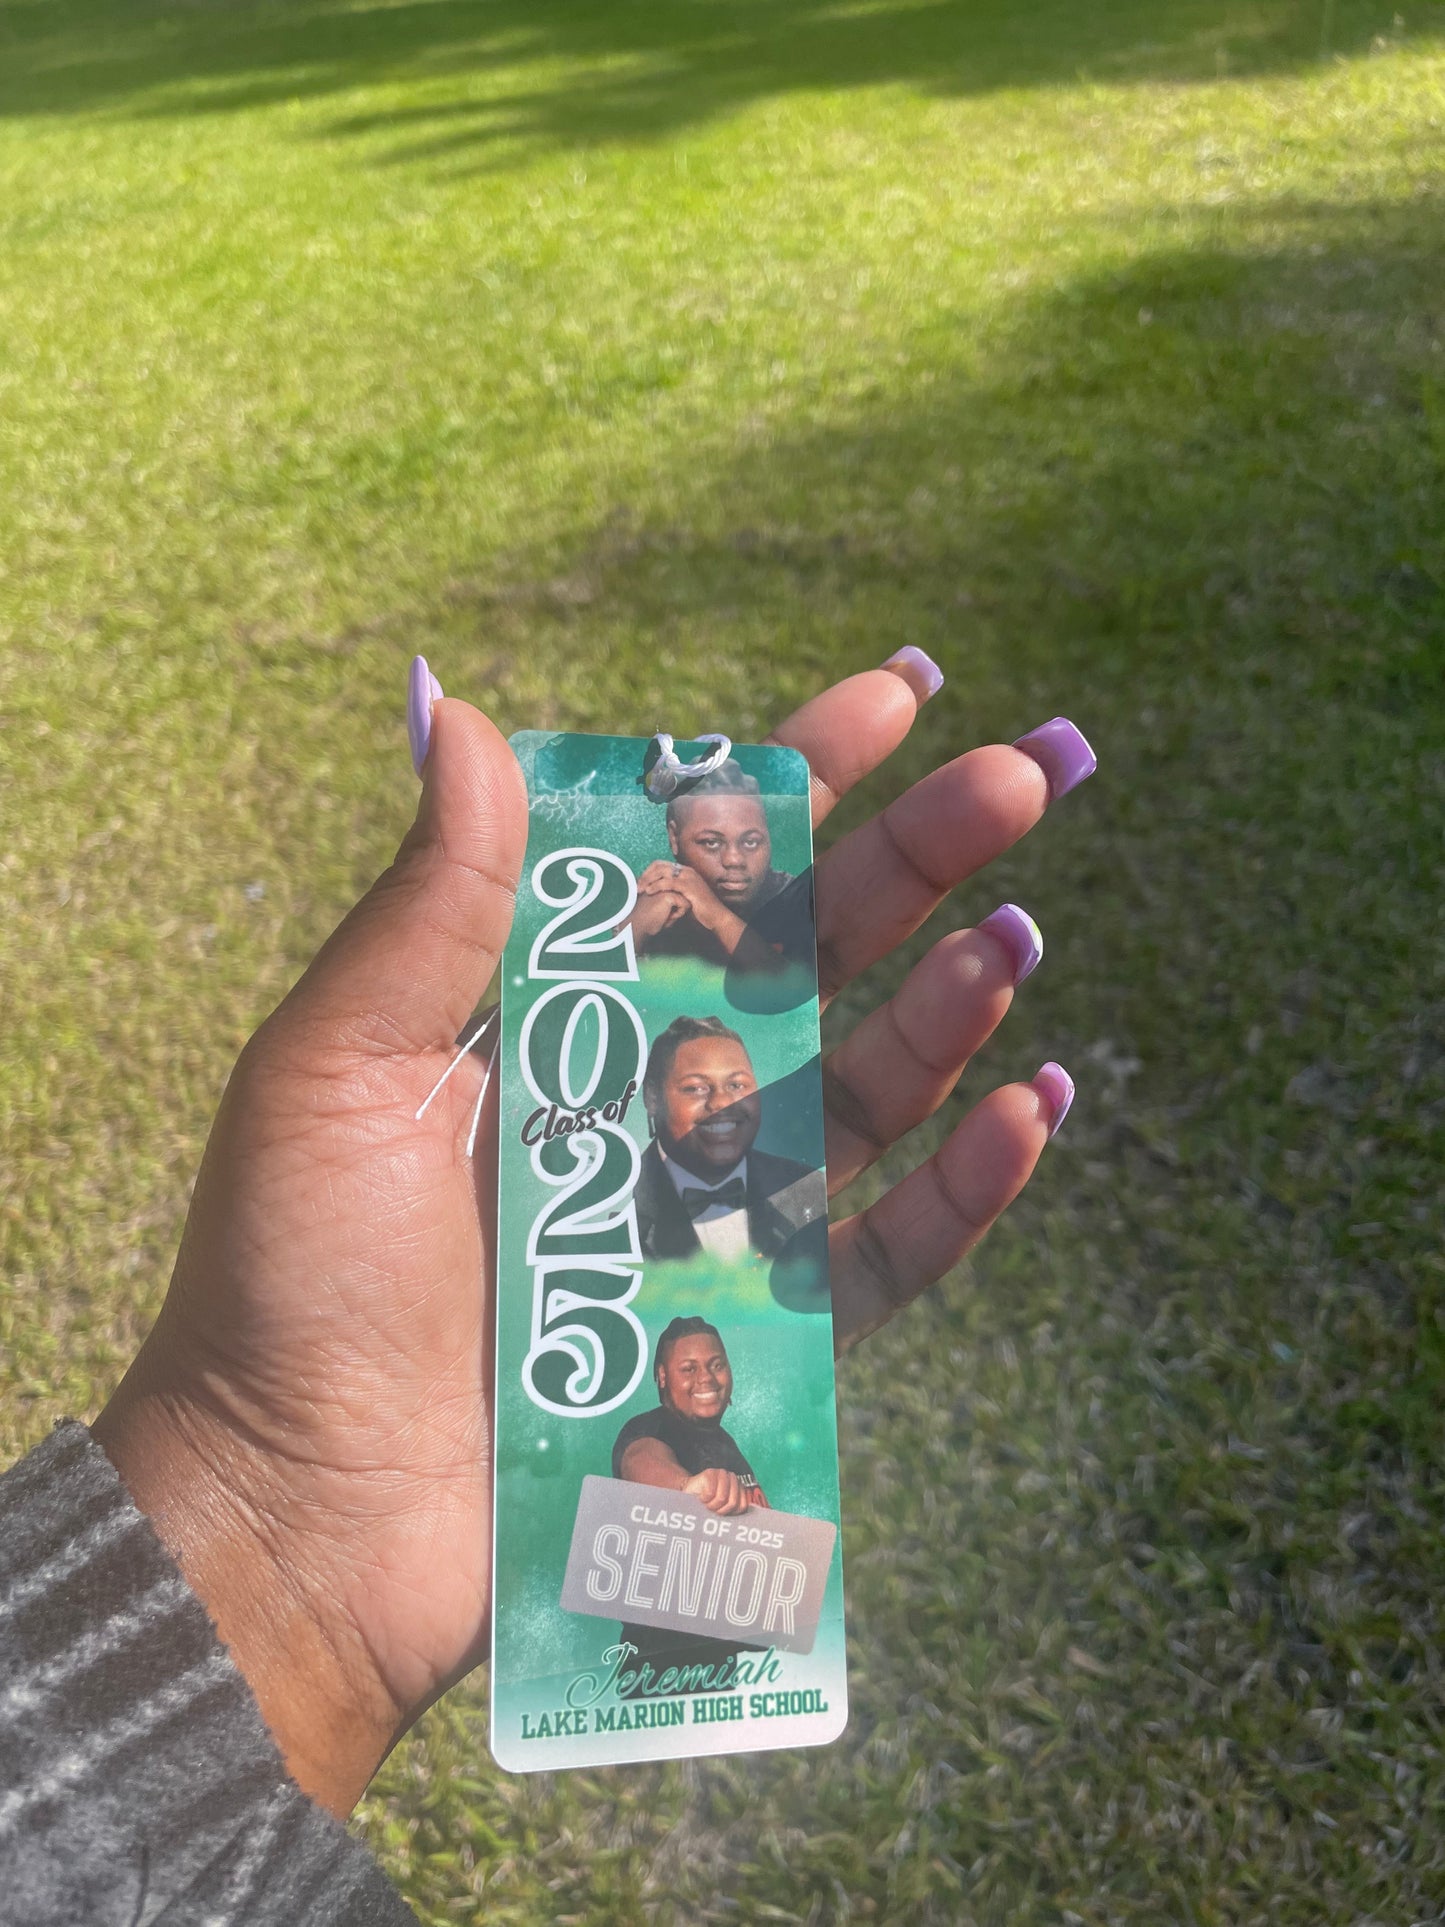 2025
Class of
CLASS OF 2025
SENIOR
Jeremiah
LAKE MARION HIGH SCHOOL